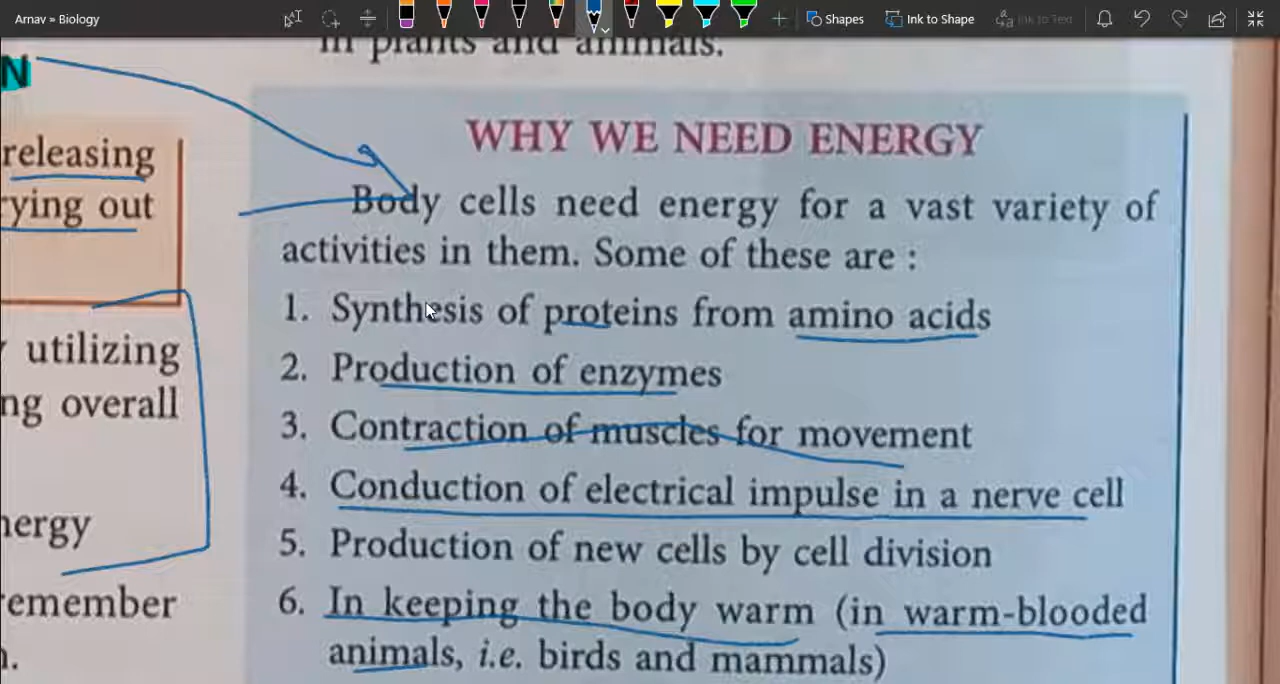 Arnav » Biology
Shapes
Ink to Shape
Ink to Text
in plants and animals.
N
releasing
rying out
utilizing
ng overall
nergy
remember
WHY WE NEED ENERGY
Body cells need energy for a vast variety of
activities in them. Some of these are :
1. Synthesis of proteins from amino acids
2. Production of enzymes
3. Contraction of muscles for movement
4. Conduction of electrical impulse in a nerve cell
5. Production of new cells by cell division
6. In keeping the body warm (in warm-blooded
animals, i.e. birds and mammals)